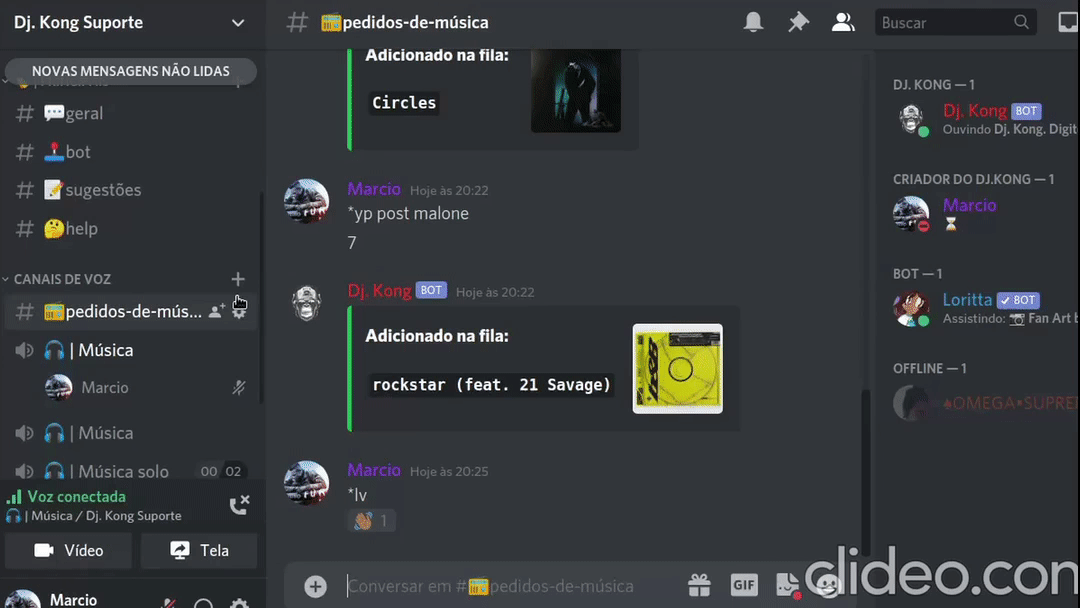 Dj. Kong Suporte
NOVAS MENSAGENS NÃO LIDAS
# 💬geral
# 🕹️bot
# 📝sugestões
# 🤔help
CANAIS DE VOZ
# 📻pedidos-de-mús...
🎧 | Música
Marcio
🎧 | Música
🎧 | Música solo 00 02
Voz conectada
🎧 | Música / Dj. Kong Suporte
Vídeo
Tela
Marcio
# 📻pedidos-de-música
Buscar
Adicionado na fila:
Circles
Marcio Hoje às 20:22
*yp post malone
7
Dj. Kong BOT Hoje às 20:22
Adicionado na fila:
rockstar (feat. 21 Savage)
Marcio Hoje às 20:25
*lv
👏🏽 1
Conversar em #📻pedidos-de-música
GIF
DJ. KONG — 1
Dj. Kong BOT
Ouvindo Dj. Kong. Digit
CRIADOR DO DJ.KONG — 1
Marcio
⌛
BOT — 1
Loritta ✓ BOT
Assistindo: 📷 Fan Art b
OFFLINE — 1
♠OMEGA•SUPREM
clideo.com